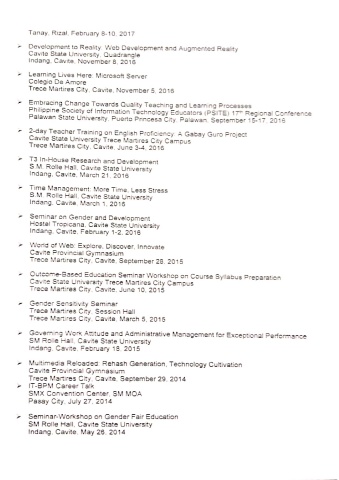 Tanay, Rizal, February 8-10, 2017
➢ Development to Reality: Web Development and Augmented Reality
Cavite State University, Quadrangle
Indang, Cavite, November 8, 2016
➢ Learning Lives Here: Microsoft Server
Colegio De Amore
Trece Martires City, Cavite, November 5, 2016
➢ Embracing Change Towards Quality Teaching and Learning Processes
Philippine Society of Information Technology Educators (PSITE) 17th Regional Conference
Palawan State University, Puerto Princesa City, Palawan, September 15-17, 2016
➢ 2-day Teacher Training on English Proficiency: A Gabay Guro Project
Cavite State University Trece Martires City Campus
Trece Martires City, Cavite, June 3-4, 2016
➢ T3 In-House Research and Development
S.M. Rolle Hall, Cavite State University
Indang, Cavite, March 21, 2016
➢ Time Management: More Time, Less Stress
S.M. Rolle Hall, Cavite State University
Indang, Cavite, March 1, 2016
➢ Seminar on Gender and Development
Hostel Tropicana, Cavite State University
Indang, Cavite, February 1-2, 2016
➢ World of Web: Explore, Discover, Innovate
Cavite Provincial Gymnasium
Trece Martires City, Cavite, September 28, 2015
➢ Outcome-Based Education Seminar Workshop on Course Syllabus Preparation
Cavite State University Trece Martires City Campus
Trece Martires City, Cavite, June 10, 2015
➢ Gender Sensitivity Seminar
Trece Martires City, Session Hall
Trece Martires City, Cavite, March 5, 2015
➢ Governing Work Attitude and Administrative Management for Exceptional Performance
SM Rolle Hall, Cavite State University
Indang, Cavite, February 18, 2015
➢ Multimedia Reloaded: Rehash Generation, Technology Cultivation
Cavite Provincial Gymnasium
Trece Martires City, Cavite, September 29, 2014
➢ IT-BPM Career Talk
SMX Convention Center, SM MOA
Pasay City, July 27, 2014
➢ Seminar-Workshop on Gender Fair Education
SM Rolle Hall, Cavite State University
Indang, Cavite, May 26, 2014